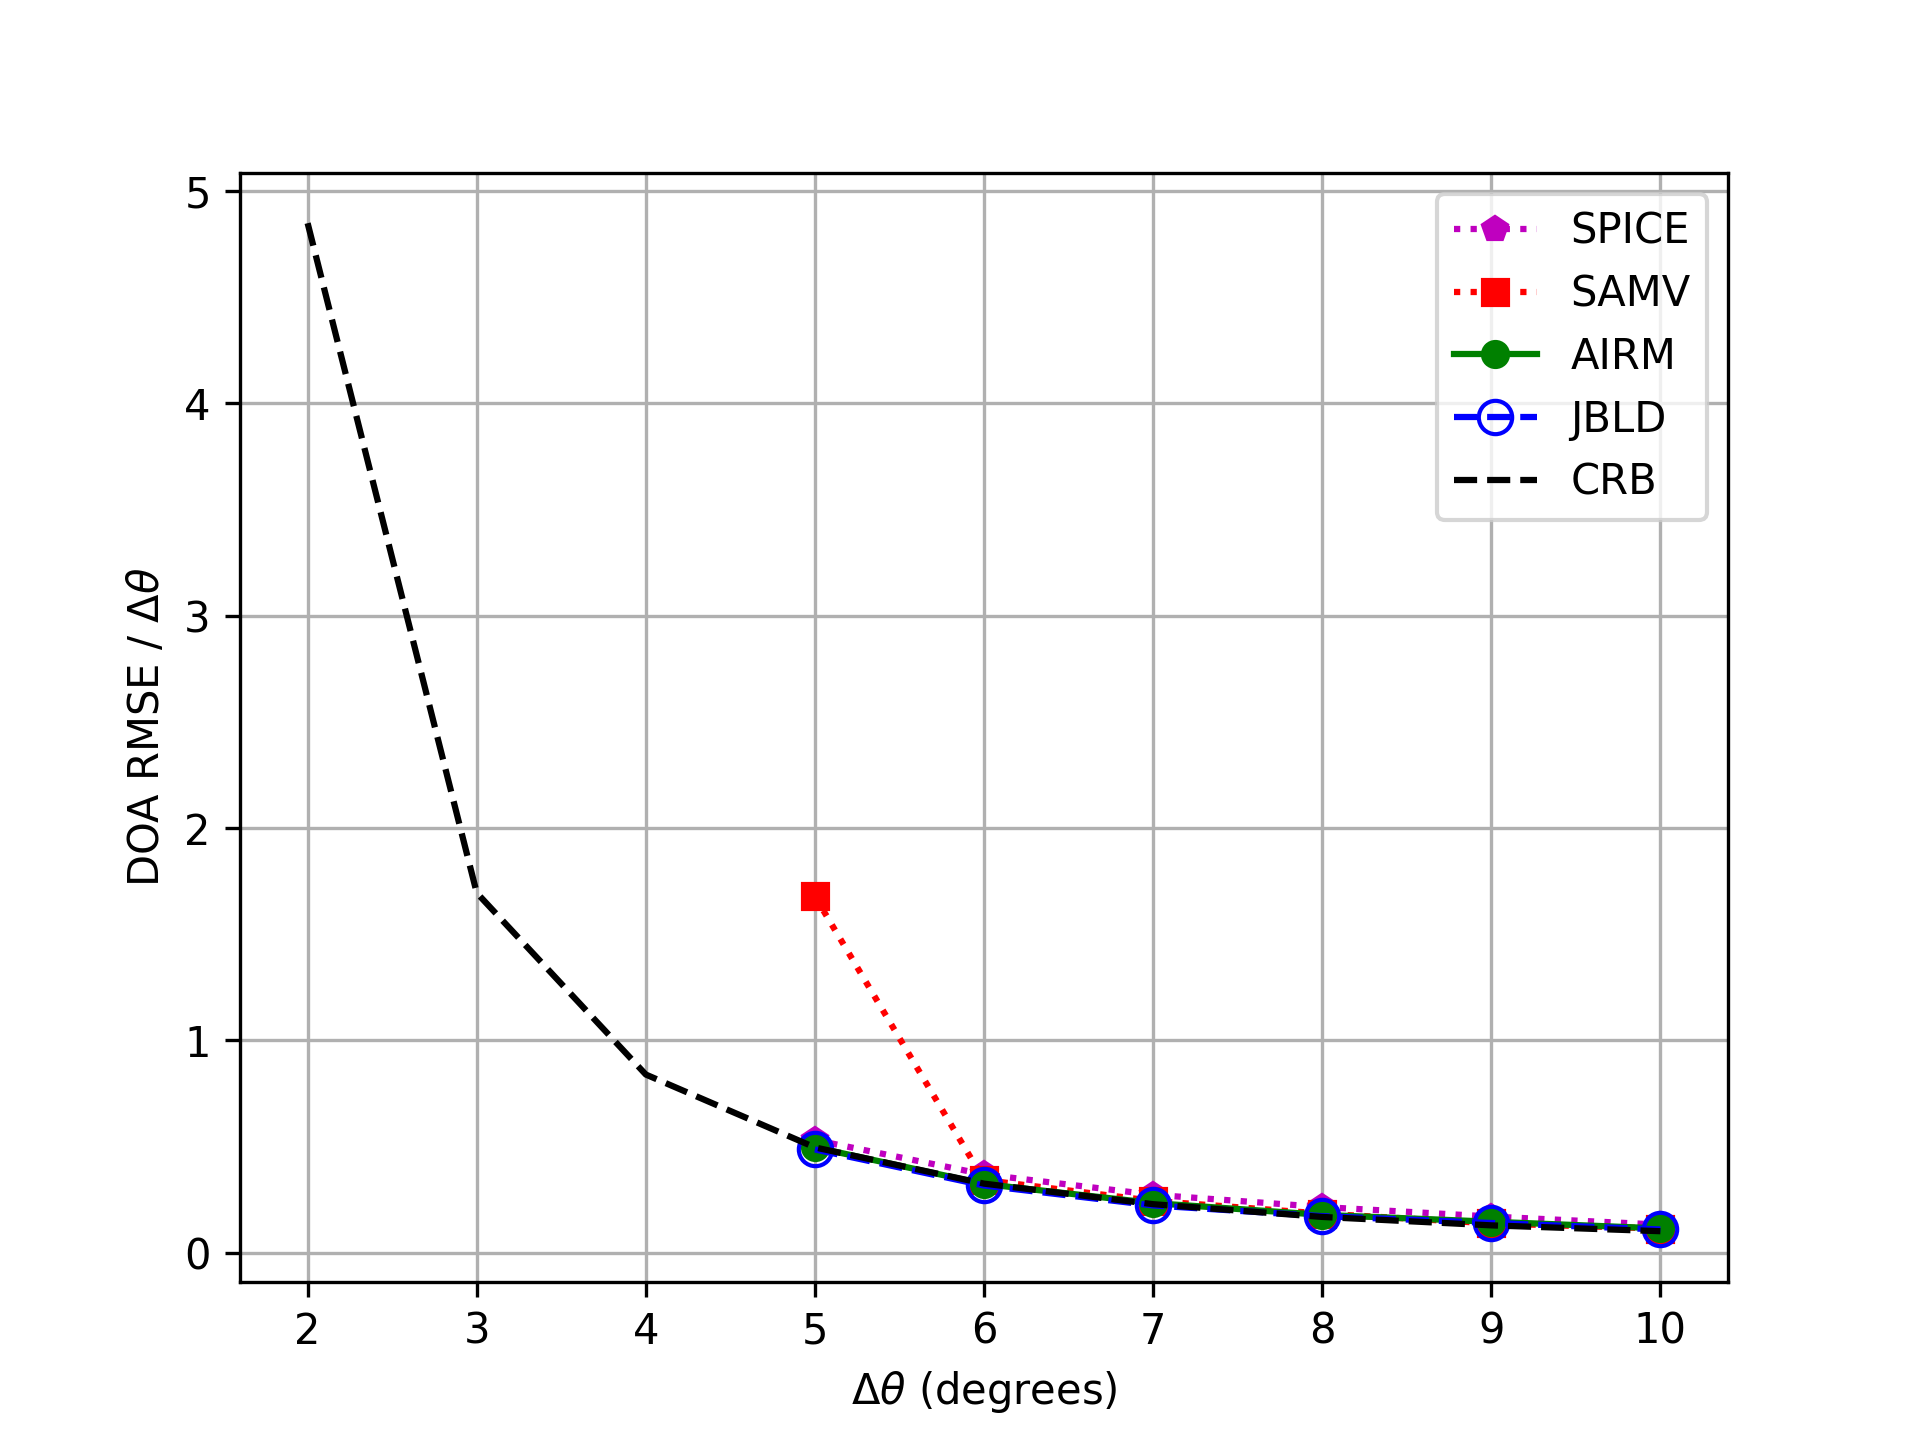 5
4
3
2
1
0
DOA RMSE / Δθ
SPICE
SAMV
AIRM
JBLD
CRB
2 3 4 5 6 7 8 9 10
Δθ (degrees)